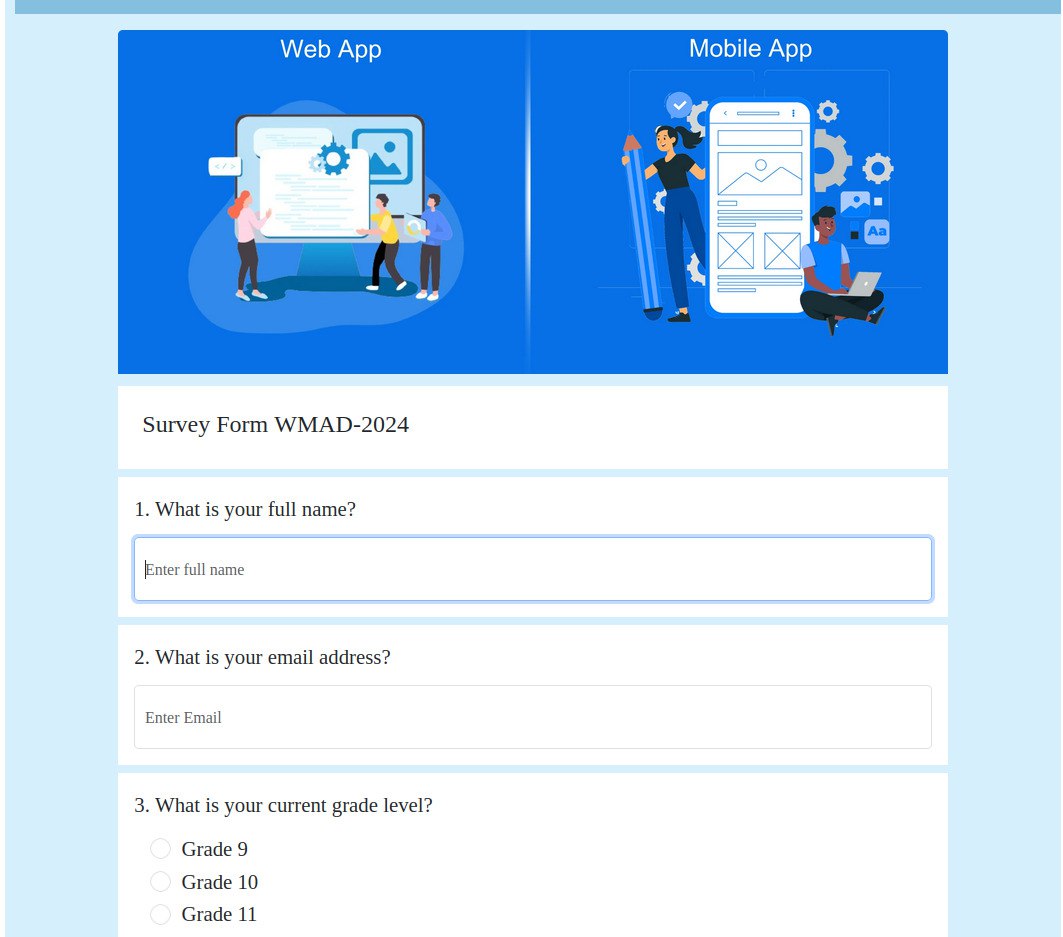 Web App
Mobile App
</>
Aa
Survey Form WMAD-2024
1. What is your full name?
Enter full name
2. What is your email address?
Enter Email
3. What is your current grade level?
Grade 9
Grade 10
Grade 11